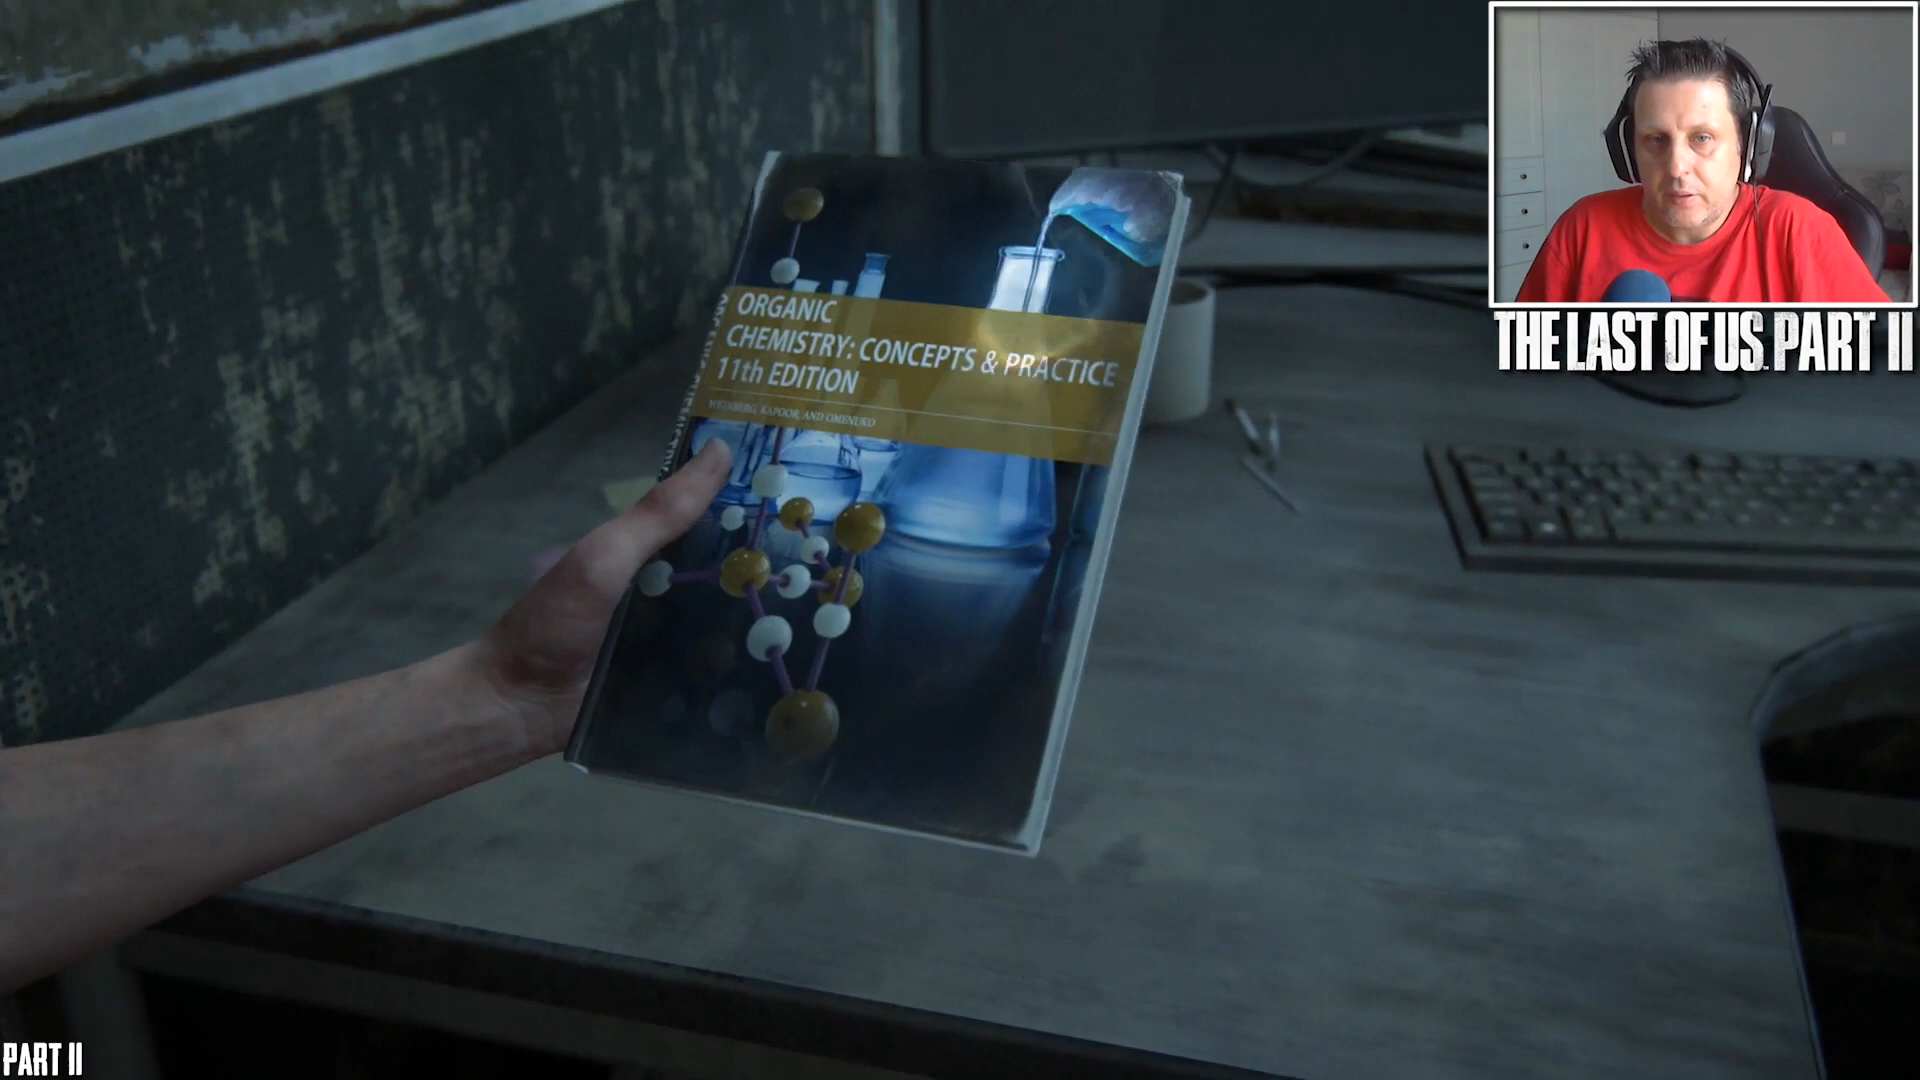 ORGANIC
CHEMISTRY: CONCEPTS & PRACTICE
11th EDITION
WEINBERG, KAPOOR, AND OMENUKO
THE LAST OF US PART II
PART II